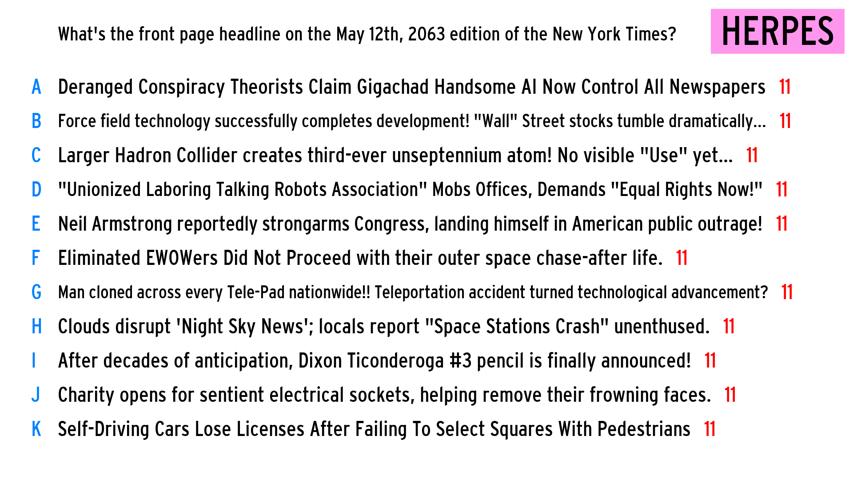 What's the front page headline on the May 12th, 2063 edition of the New York Times?
HERPES
A Deranged Conspiracy Theorists Claim Gigachad Handsome AI Now Control All Newspapers 11
B Force field technology successfully completes development! "Wall" Street stocks tumble dramatically... 11
C Larger Hadron Collider creates third-ever unseptennium atom! No visible "Use" yet... 11
D "Unionized Laboring Talking Robots Association" Mobs Offices, Demands "Equal Rights Now!" 11
E Neil Armstrong reportedly strongarms Congress, landing himself in American public outrage! 11
F Eliminated EWOWers Did Not Proceed with their outer space chase-after life. 11
G Man cloned across every Tele-Pad nationwide!! Teleportation accident turned technological advancement? 11
H Clouds disrupt 'Night Sky News'; locals report "Space Stations Crash" unenthused. 11
I After decades of anticipation, Dixon Ticonderoga #3 pencil is finally announced! 11
J Charity opens for sentient electrical sockets, helping remove their frowning faces. 11
K Self-Driving Cars Lose Licenses After Failing To Select Squares With Pedestrians 11